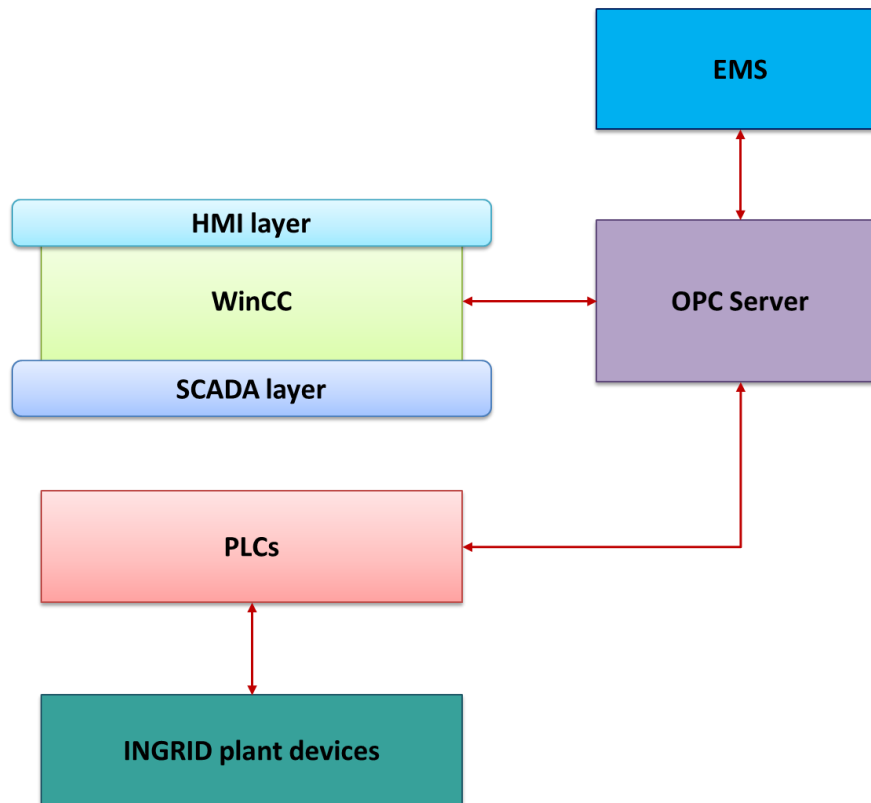 EMS
HMI layer
WinCC
OPC Server
SCADA layer
PLCs
INGRID plant devices